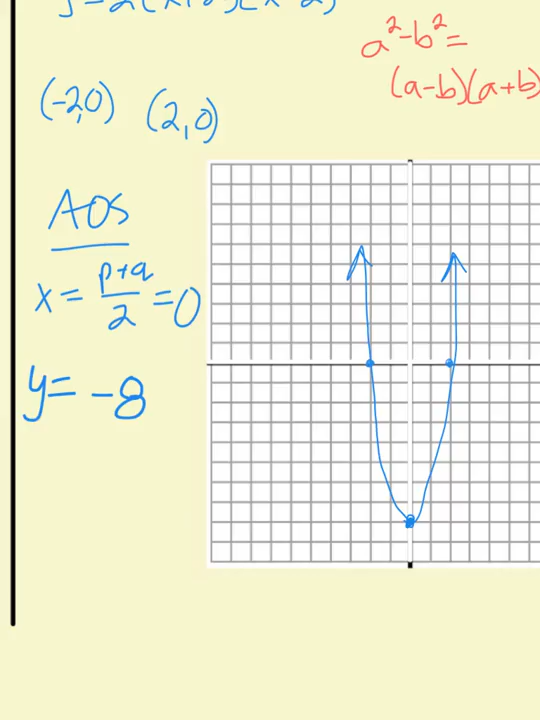 a²-b²=
(a-b)(a+b)
(-2,0) (2,0)
AOS
x = p+q/2 = 0
y = -8